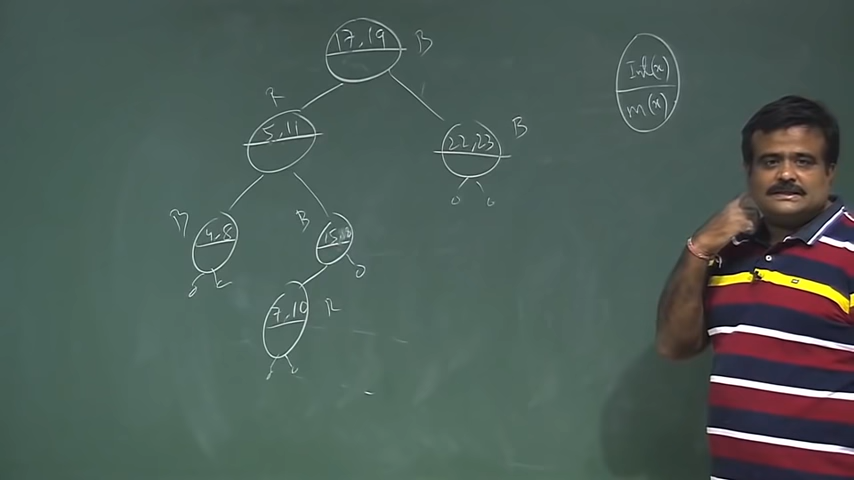 17,19 B
Int(x)
m(x)
R
5,11
22,23 B
B
4,8
B
15,18
7,10 R